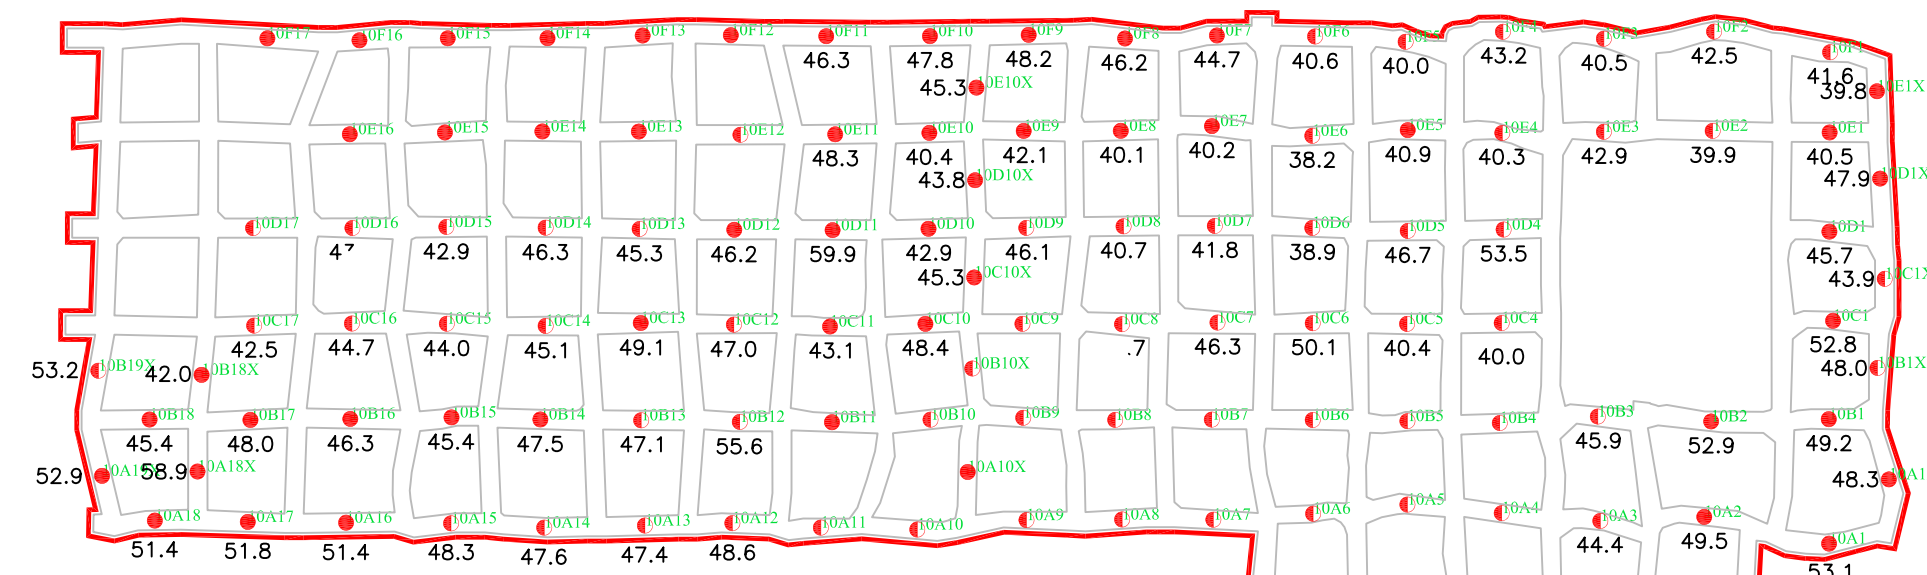 10F17 10F16 10F15 10F14 10F13 10F12 10F11 10F10 10F9 10F8 10F7 10F6 10F5 10F4 10F3 10F2 10F1
46.3 47.8 48.2 46.2 44.7 40.6 40.0 43.2 40.5 42.5 41.6
45.3 10E10X 39.8 10E1X
10E16 10E15 10E14 10E13 10E12 10E11 10E10 10E9 10E8 10E7 10E6 10E5 10E4 10E3 10E2 10E1
48.3 40.4 42.1 40.1 40.2 38.2 40.9 40.3 42.9 39.9 40.5
43.8 10D10X 47.9 10D1X
10D17 10D16 10D15 10D14 10D13 10D12 10D11 10D10 10D9 10D8 10D7 10D6 10D5 10D4 10D1
42.9 46.3 45.3 46.2 59.9 42.9 46.1 40.7 41.8 38.9 46.7 53.5 45.7
45.3 10C10X 43.9 10C1X
10C17 10C16 10C15 10C14 10C13 10C12 10C11 10C10 10C9 10C8 10C7 10C6 10C5 10C4 10C1
42.5 44.7 44.0 45.1 49.1 47.0 43.1 48.4 .7 46.3 50.1 40.4 40.0 52.8
53.2 10B19X 42.0 10B18X 10B10X 48.0 10B1X
10B18 10B17 10B16 10B15 10B14 10B13 10B12 10B11 10B10 10B9 10B8 10B7 10B6 10B5 10B4 10B3 10B2 10B1
45.4 48.0 46.3 45.4 47.5 47.1 55.6 45.9 52.9 49.2
52.9 10A19X 58.9 10A18X 10A10X 48.3 10A1
10A18 10A17 10A16 10A15 10A14 10A13 10A12 10A11 10A10 10A9 10A8 10A7 10A6 10A5 10A4 10A3 10A2 10A1
51.4 51.8 51.4 48.3 47.6 47.4 48.6 44.4 49.5 53.1